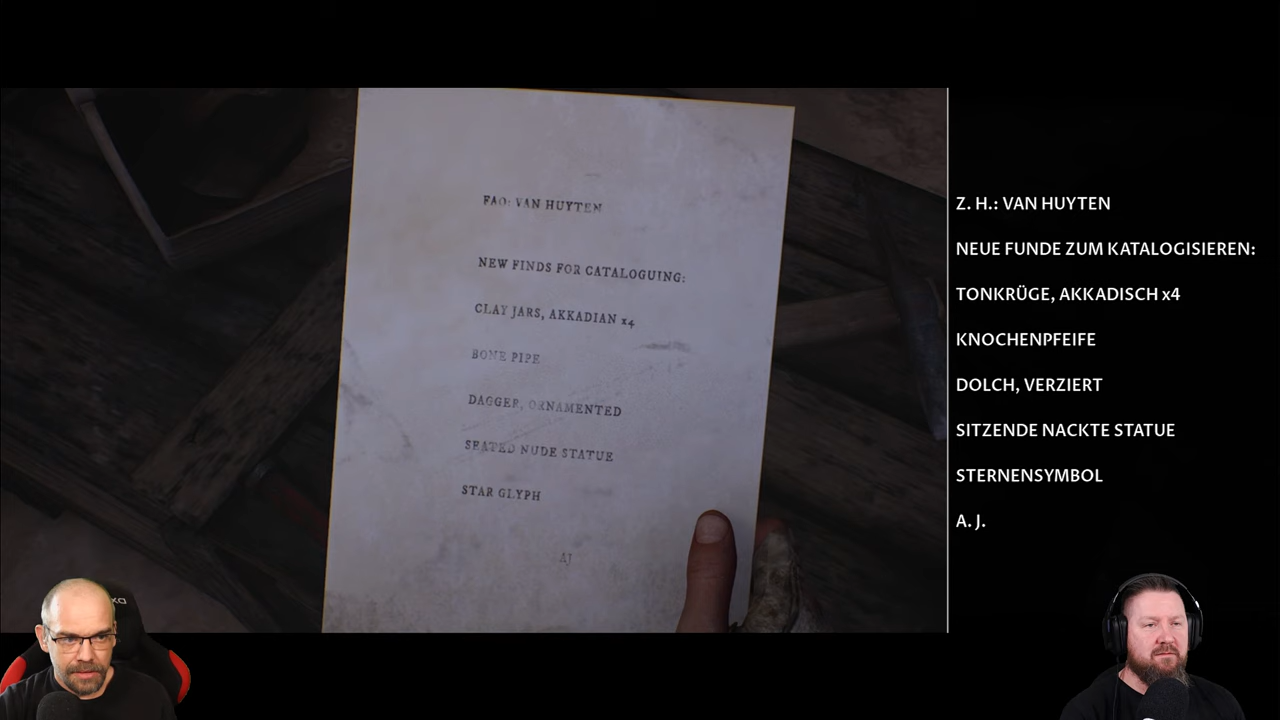 FAO: VAN HUYTEN
NEW FINDS FOR CATALOGUING:
CLAY JARS, AKKADIAN x4
BONE PIPE
DAGGER, ORNAMENTED
SEATED NUDE STATUE
STAR GLYPH
AJ
Z. H.: VAN HUYTEN
NEUE FUNDE ZUM KATALOGISIEREN:
TONKRÜGE, AKKADISCH x4
KNOCHENPFEIFE
DOLCH, VERZIERT
SITZENDE NACKTE STATUE
STERNENSYMBOL
A. J.